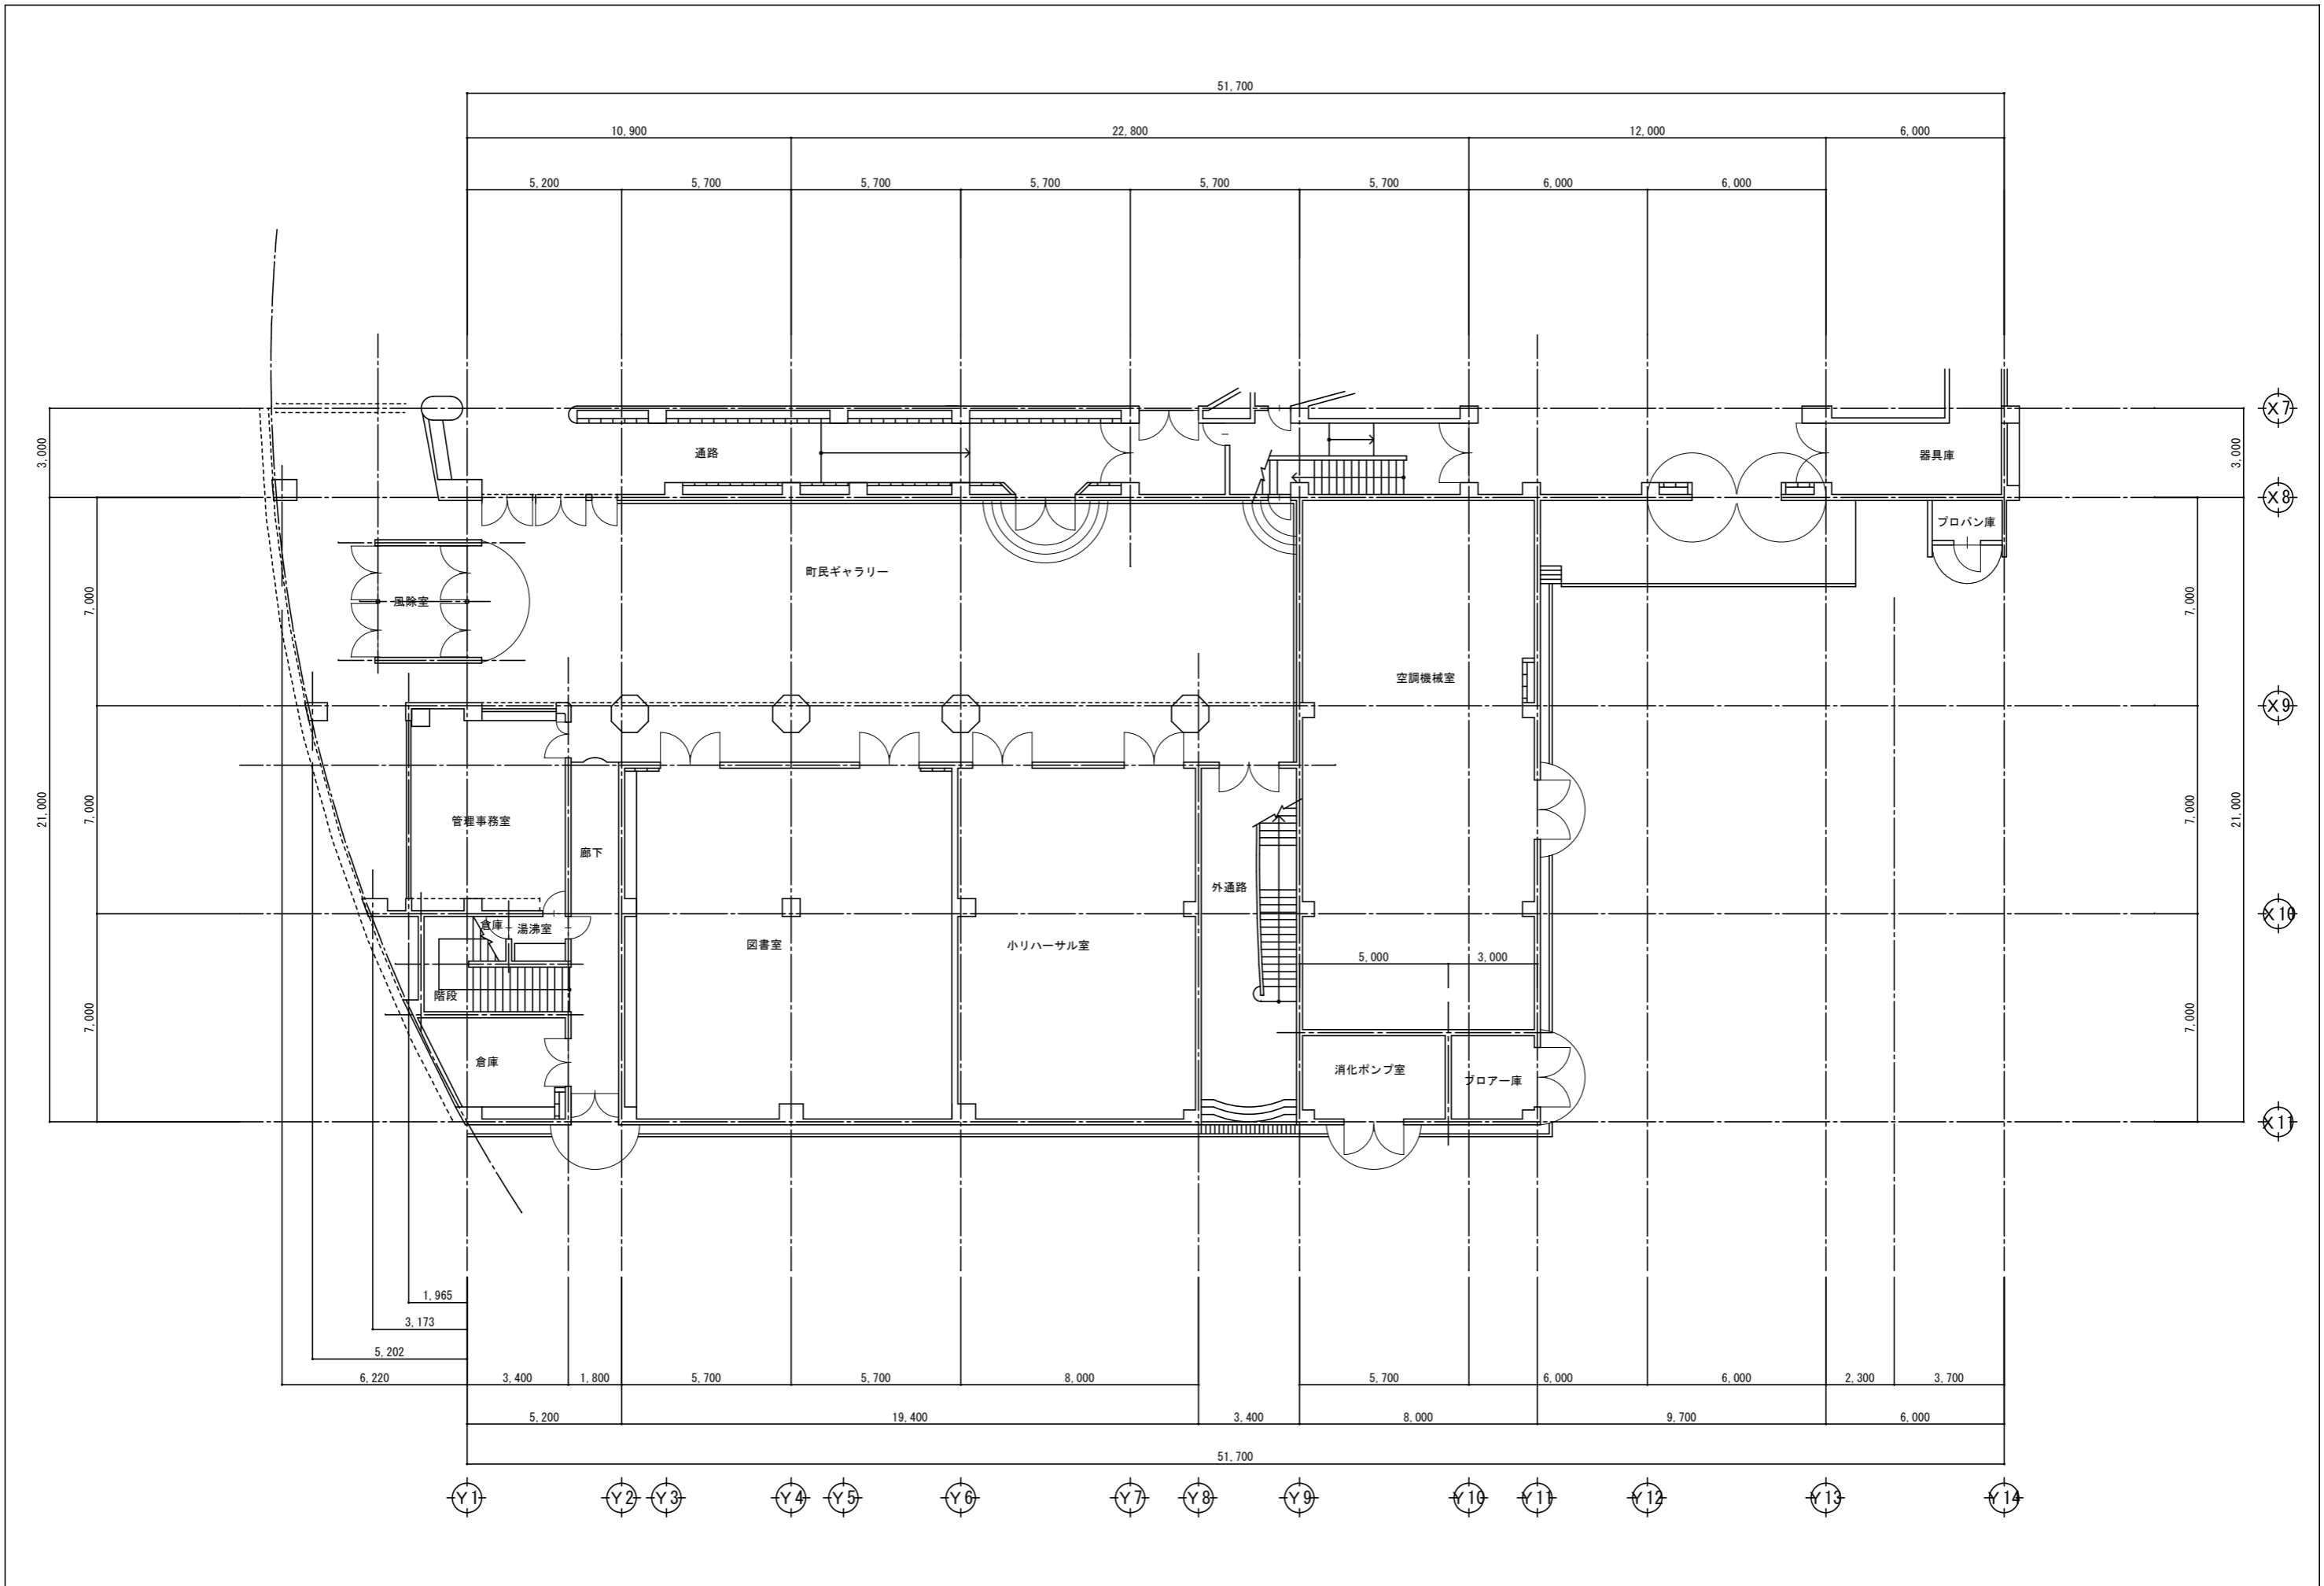 51,700
10,900
22,800
12,000
6,000
5,200
5,700
5,700
5,700
5,700
5,700
6,000
6,000
X7
3,000
通路
器具庫
3,000
X8
プロパン庫
町民ギャラリー
7,000
風除室
7,000
空調機械室
X9
21,000
7,000
管理事務室
廊下
外通路
7,000
21,000
X10
倉庫
湯沸室
図書室
小リハーサル室
5,000
3,000
階段
7,000
倉庫
消化ポンプ室
ブロアー庫
7,000
X11
1,965
3,173
5,202
6,220
3,400
1,800
5,700
5,700
8,000
5,700
6,000
6,000
2,300
3,700
5,200
19,400
3,400
8,000
9,700
6,000
51,700
Y1
Y2
Y3
Y4
Y5
Y6
Y7
Y8
Y9
Y10
Y11
Y12
Y13
Y14